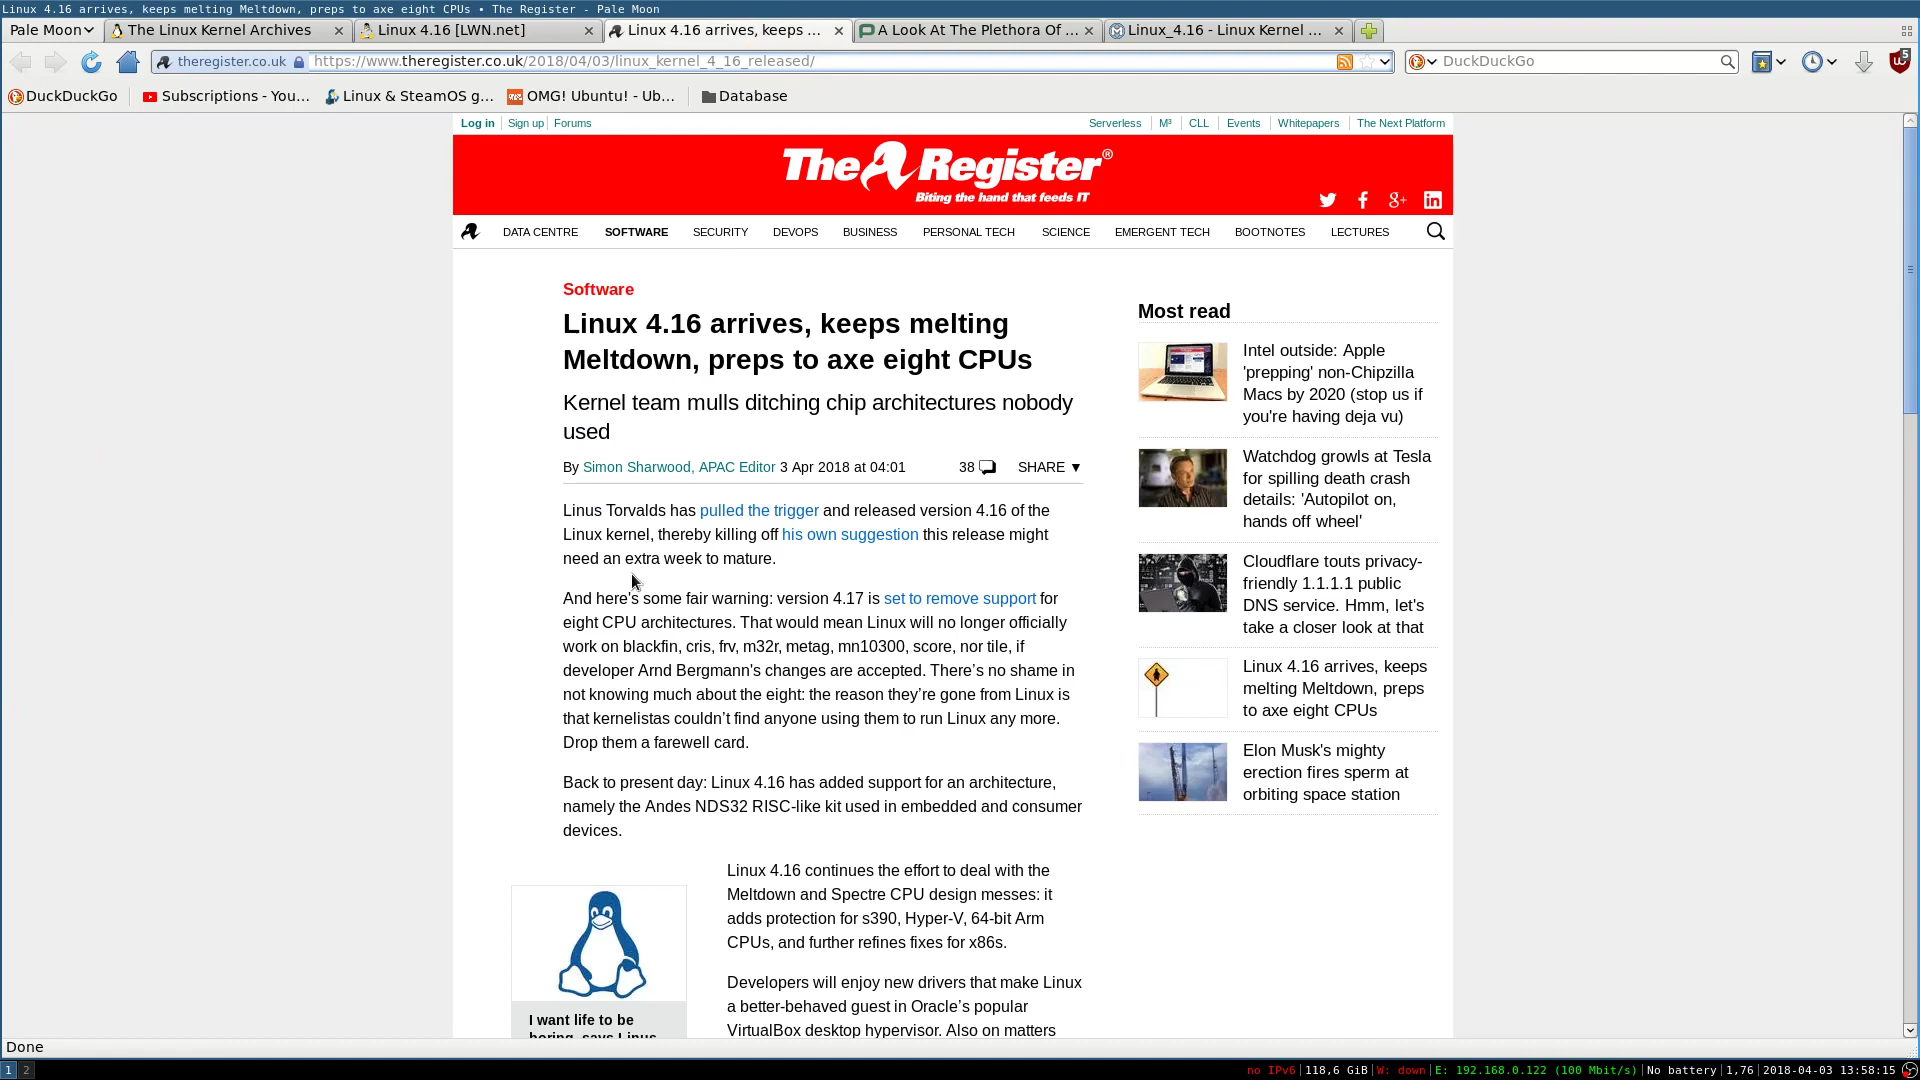 Linux 4.16 arrives, keeps melting Meltdown, preps to axe eight CPUs • The Register - Pale Moon
Pale Moon
The Linux Kernel Archives
Linux 4.16 [LWN.net]
Linux 4.16 arrives, keeps ...
A Look At The Plethora Of ...
Linux_4.16 - Linux Kernel ...
theregister.co.uk
https://www.theregister.co.uk/2018/04/03/linux_kernel_4_16_released/
DuckDuckGo
5
DuckDuckGo
Subscriptions - You...
Linux & SteamOS g...
OMG! Ubuntu! - Ub...
Database
Log in
Sign up
Forums
Serverless
M³
CLL
Events
Whitepapers
The Next Platform
The Register®
Biting the hand that feeds IT
DATA CENTRE
SOFTWARE
SECURITY
DEVOPS
BUSINESS
PERSONAL TECH
SCIENCE
EMERGENT TECH
BOOTNOTES
LECTURES
Software
Linux 4.16 arrives, keeps melting
Meltdown, preps to axe eight CPUs
Kernel team mulls ditching chip architectures nobody
used
By Simon Sharwood, APAC Editor 3 Apr 2018 at 04:01
38
SHARE ▼
Linus Torvalds has pulled the trigger and released version 4.16 of the
Linux kernel, thereby killing off his own suggestion this release might
need an extra week to mature.
And here's some fair warning: version 4.17 is set to remove support for
eight CPU architectures. That would mean Linux will no longer officially
work on blackfin, cris, frv, m32r, metag, mn10300, score, nor tile, if
developer Arnd Bergmann's changes are accepted. There's no shame in
not knowing much about the eight: the reason they're gone from Linux is
that kernelistas couldn't find anyone using them to run Linux any more.
Drop them a farewell card.
Back to present day: Linux 4.16 has added support for an architecture,
namely the Andes NDS32 RISC-like kit used in embedded and consumer
devices.
Linux 4.16 continues the effort to deal with the
Meltdown and Spectre CPU design messes: it
adds protection for s390, Hyper-V, 64-bit Arm
CPUs, and further refines fixes for x86s.
Developers will enjoy new drivers that make Linux
a better-behaved guest in Oracle's popular
VirtualBox desktop hypervisor. Also on matters
I want life to be
boring, says Linus
Most read
Intel outside: Apple
'prepping' non-Chipzilla
Macs by 2020 (stop us if
you're having deja vu)
Watchdog growls at Tesla
for spilling death crash
details: 'Autopilot on,
hands off wheel'
Cloudflare touts privacy-
friendly 1.1.1.1 public
DNS service. Hmm, let's
take a closer look at that
Linux 4.16 arrives, keeps
melting Meltdown, preps
to axe eight CPUs
Elon Musk's mighty
erection fires sperm at
orbiting space station
Done
1
2
no IPv6|118,6 GiB|W: down|E: 192.168.0.122 (100 Mbit/s)|No battery|1,76|2018-04-03 13:58:15